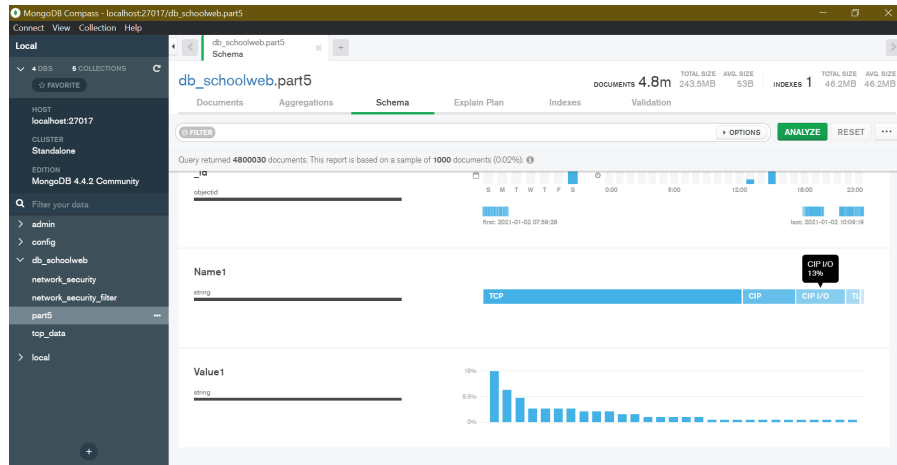 MongoDB Compass - localhost:27017/db_schoolweb.part5
Connect View Collection Help
Local
4 DBS 5 COLLECTIONS
☆ FAVORITE
HOST
localhost:27017
CLUSTER
Standalone
EDITION
MongoDB 4.4.2 Community
Filter your data
admin
config
db_schoolweb
network_security
network_security_filter
part5
tcp_data
local
+
db_schoolweb.part5
Schema
+
db_schoolweb.part5
DOCUMENTS 4.8m TOTAL SIZE 243.5MB AVG. SIZE 53B INDEXES 1 TOTAL SIZE 46.2MB AVG. SIZE 46.2MB
Documents Aggregations Schema Explain Plan Indexes Validation
FILTER OPTIONS ANALYZE RESET ...
Query returned 4800030 documents. This report is based on a sample of 1000 documents (0.02%).
_id
objectid
S M T W T F S 0:00 6:00 12:00 18:00 23:00
first: 2021-01-02 07:59:28 last: 2021-01-02 10:09:19
Name1
string
CIP I/O
13%
TCP CIP CIP I/O TL
Value1
string
19%
9.5%
0%